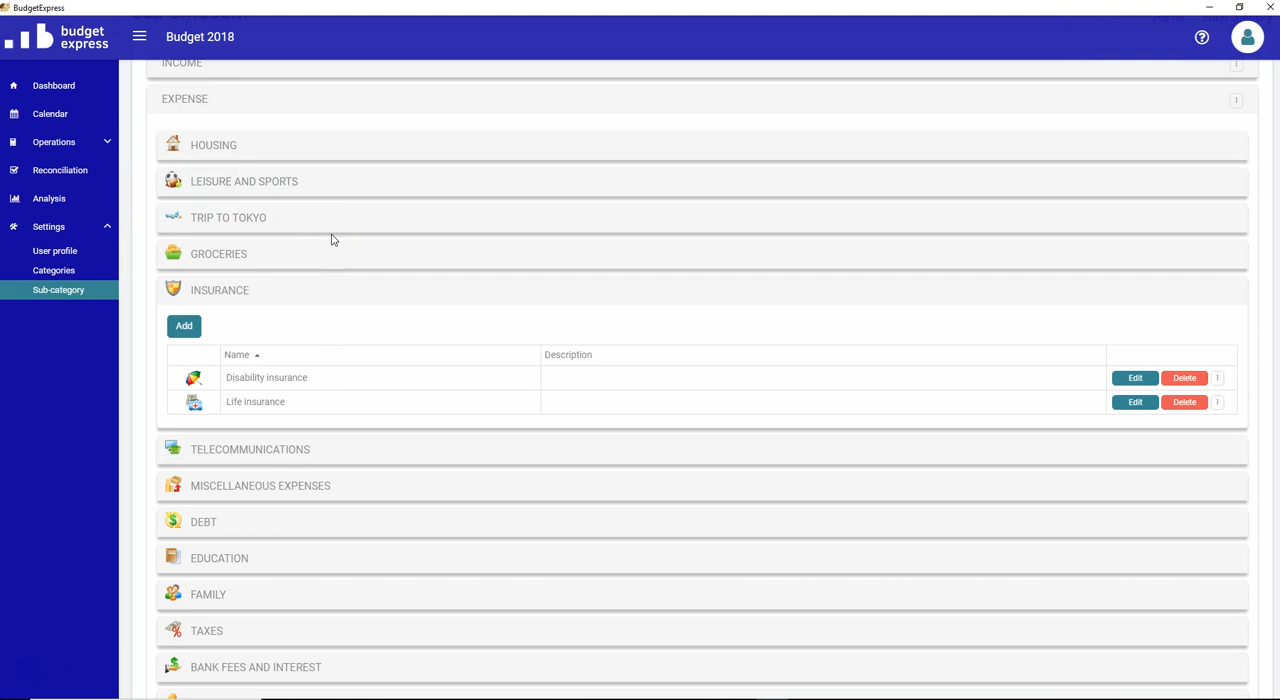 BudgetExpress
budget
express
Budget 2018
Dashboard
Calendar
Operations
Reconciliation
Analysis
Settings
User profile
Categories
Sub-category
INCOME
EXPENSE
HOUSING
LEISURE AND SPORTS
TRIP TO TOKYO
GROCERIES
INSURANCE
Add
Name Description
Disability insurance Edit Delete
Life insurance Edit Delete
TELECOMMUNICATIONS
MISCELLANEOUS EXPENSES
DEBT
EDUCATION
FAMILY
TAXES
BANK FEES AND INTEREST